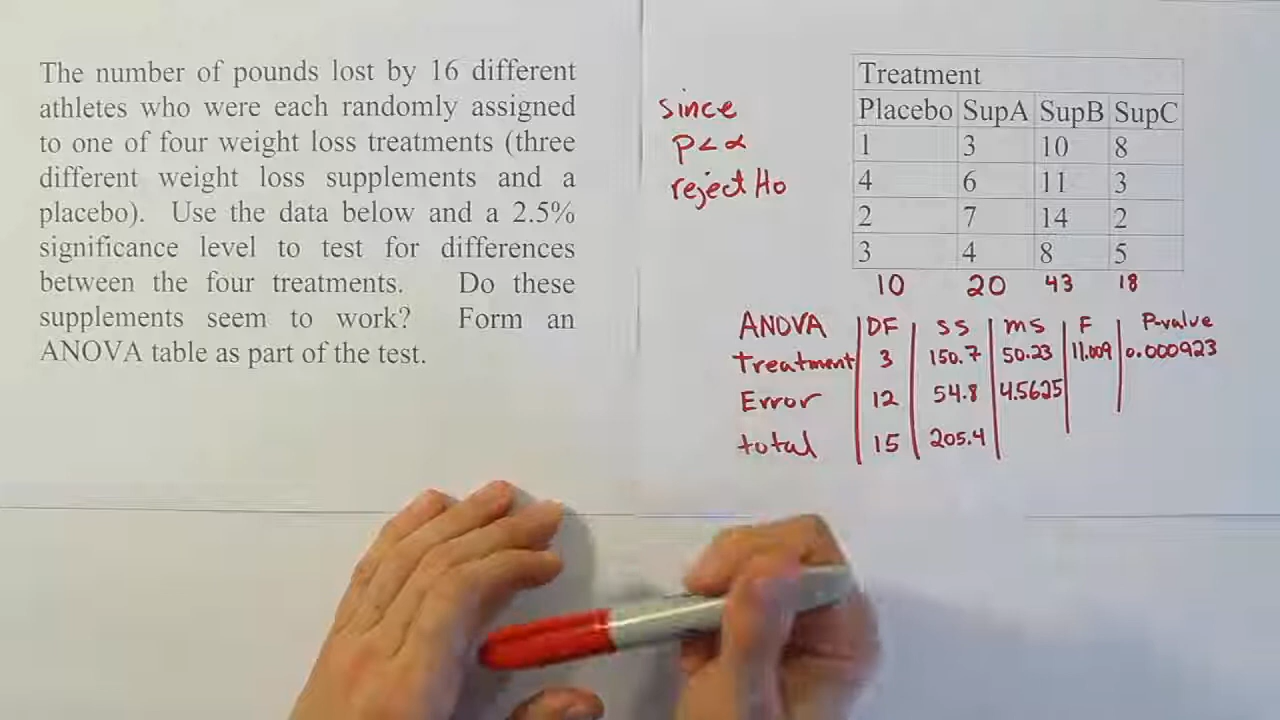 The number of pounds lost by 16 different
athletes who were each randomly assigned
to one of four weight loss treatments (three
different weight loss supplements and a
placebo). Use the data below and a 2.5%
significance level to test for differences
between the four treatments. Do these
supplements seem to work? Form an
ANOVA table as part of the test.
since
p<α
reject Ho
Treatment
Placebo SupA SupB SupC
1 3 10 8
4 6 11 3
2 7 14 2
3 4 8 5
10 20 43 18
ANOVA DF SS MS F P-value
Treatment 3 150.7 50.23 11.009 0.000923
Error 12 54.8 4.5625
total 15 205.4